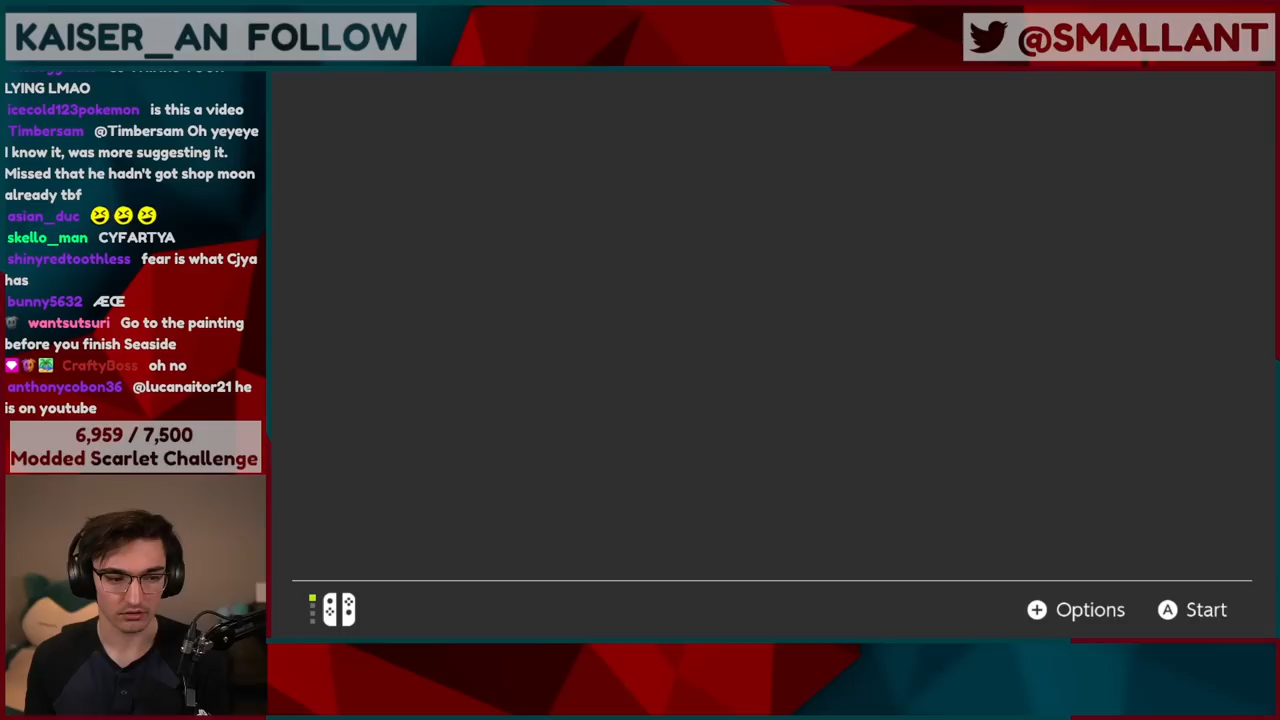 KAISER_AN FOLLOW
@SMALLANT
LYING LMAO
icecold123pokemon is this a video
Timbersam @Timbersam Oh yeyeye
I know it, was more suggesting it.
Missed that he hadn't got shop moon
already tbf
asian_duc
skello_man CYFARTYA
shinyredtoothless fear is what Cjya
has
bunny5632 ÆŒ
wantsutsuri Go to the painting
before you finish Seaside
CraftyBoss oh no
anthonycobon36 @lucanaitor21 he
is on youtube
6,959 / 7,500
Modded Scarlet Challenge
Options
A Start